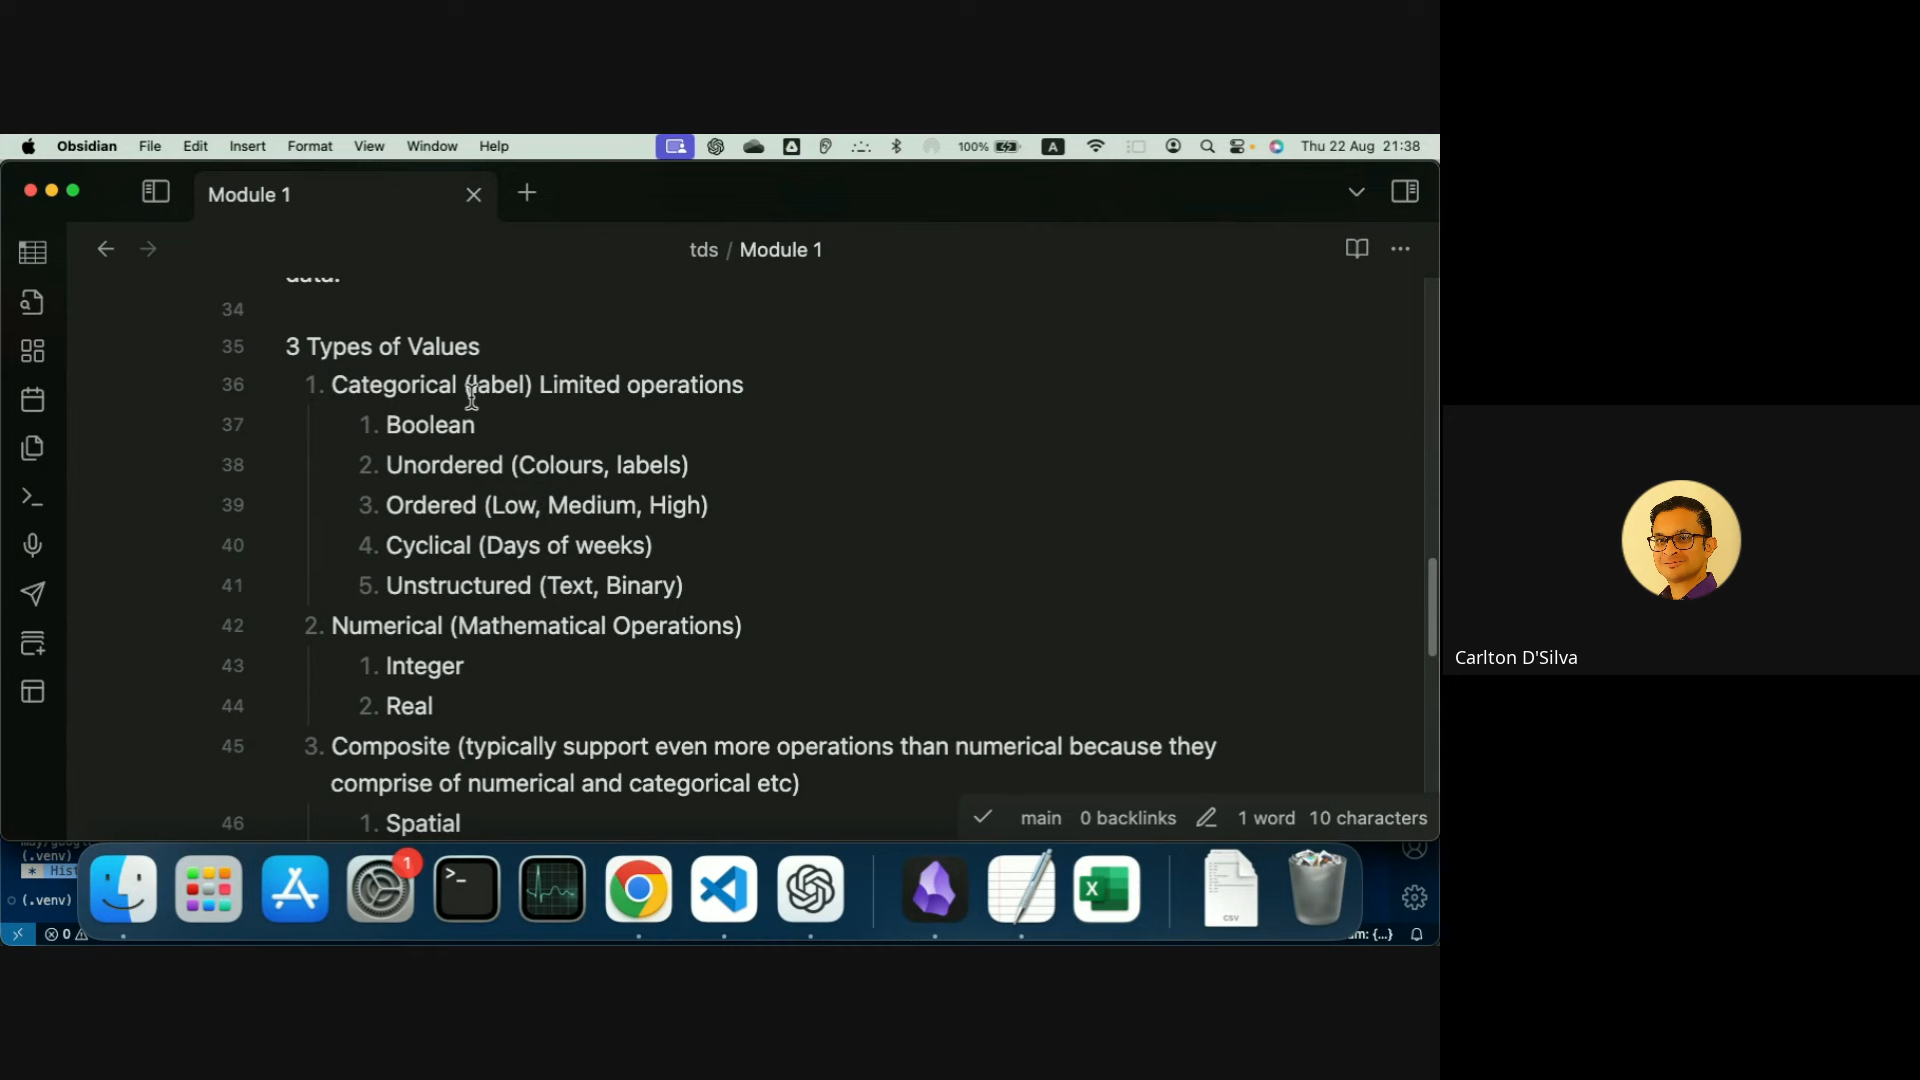 Obsidian File Edit Insert Format View Window Help 100% A Thu 22 Aug 21:38
Module 1
tds / Module 1
data.
34
35 3 Types of Values
36 1. Categorical (label) Limited operations
37 1. Boolean
38 2. Unordered (Colours, labels)
39 3. Ordered (Low, Medium, High)
40 4. Cyclical (Days of weeks)
41 5. Unstructured (Text, Binary)
42 2. Numerical (Mathematical Operations)
43 1. Integer
44 2. Real
45 3. Composite (typically support even more operations than numerical because they
comprise of numerical and categorical etc)
46 1. Spatial
main 0 backlinks 1 word 10 characters
(.venv)
* Hist
(.venv)
0
1
CSV
{...}
Carlton D'Silva